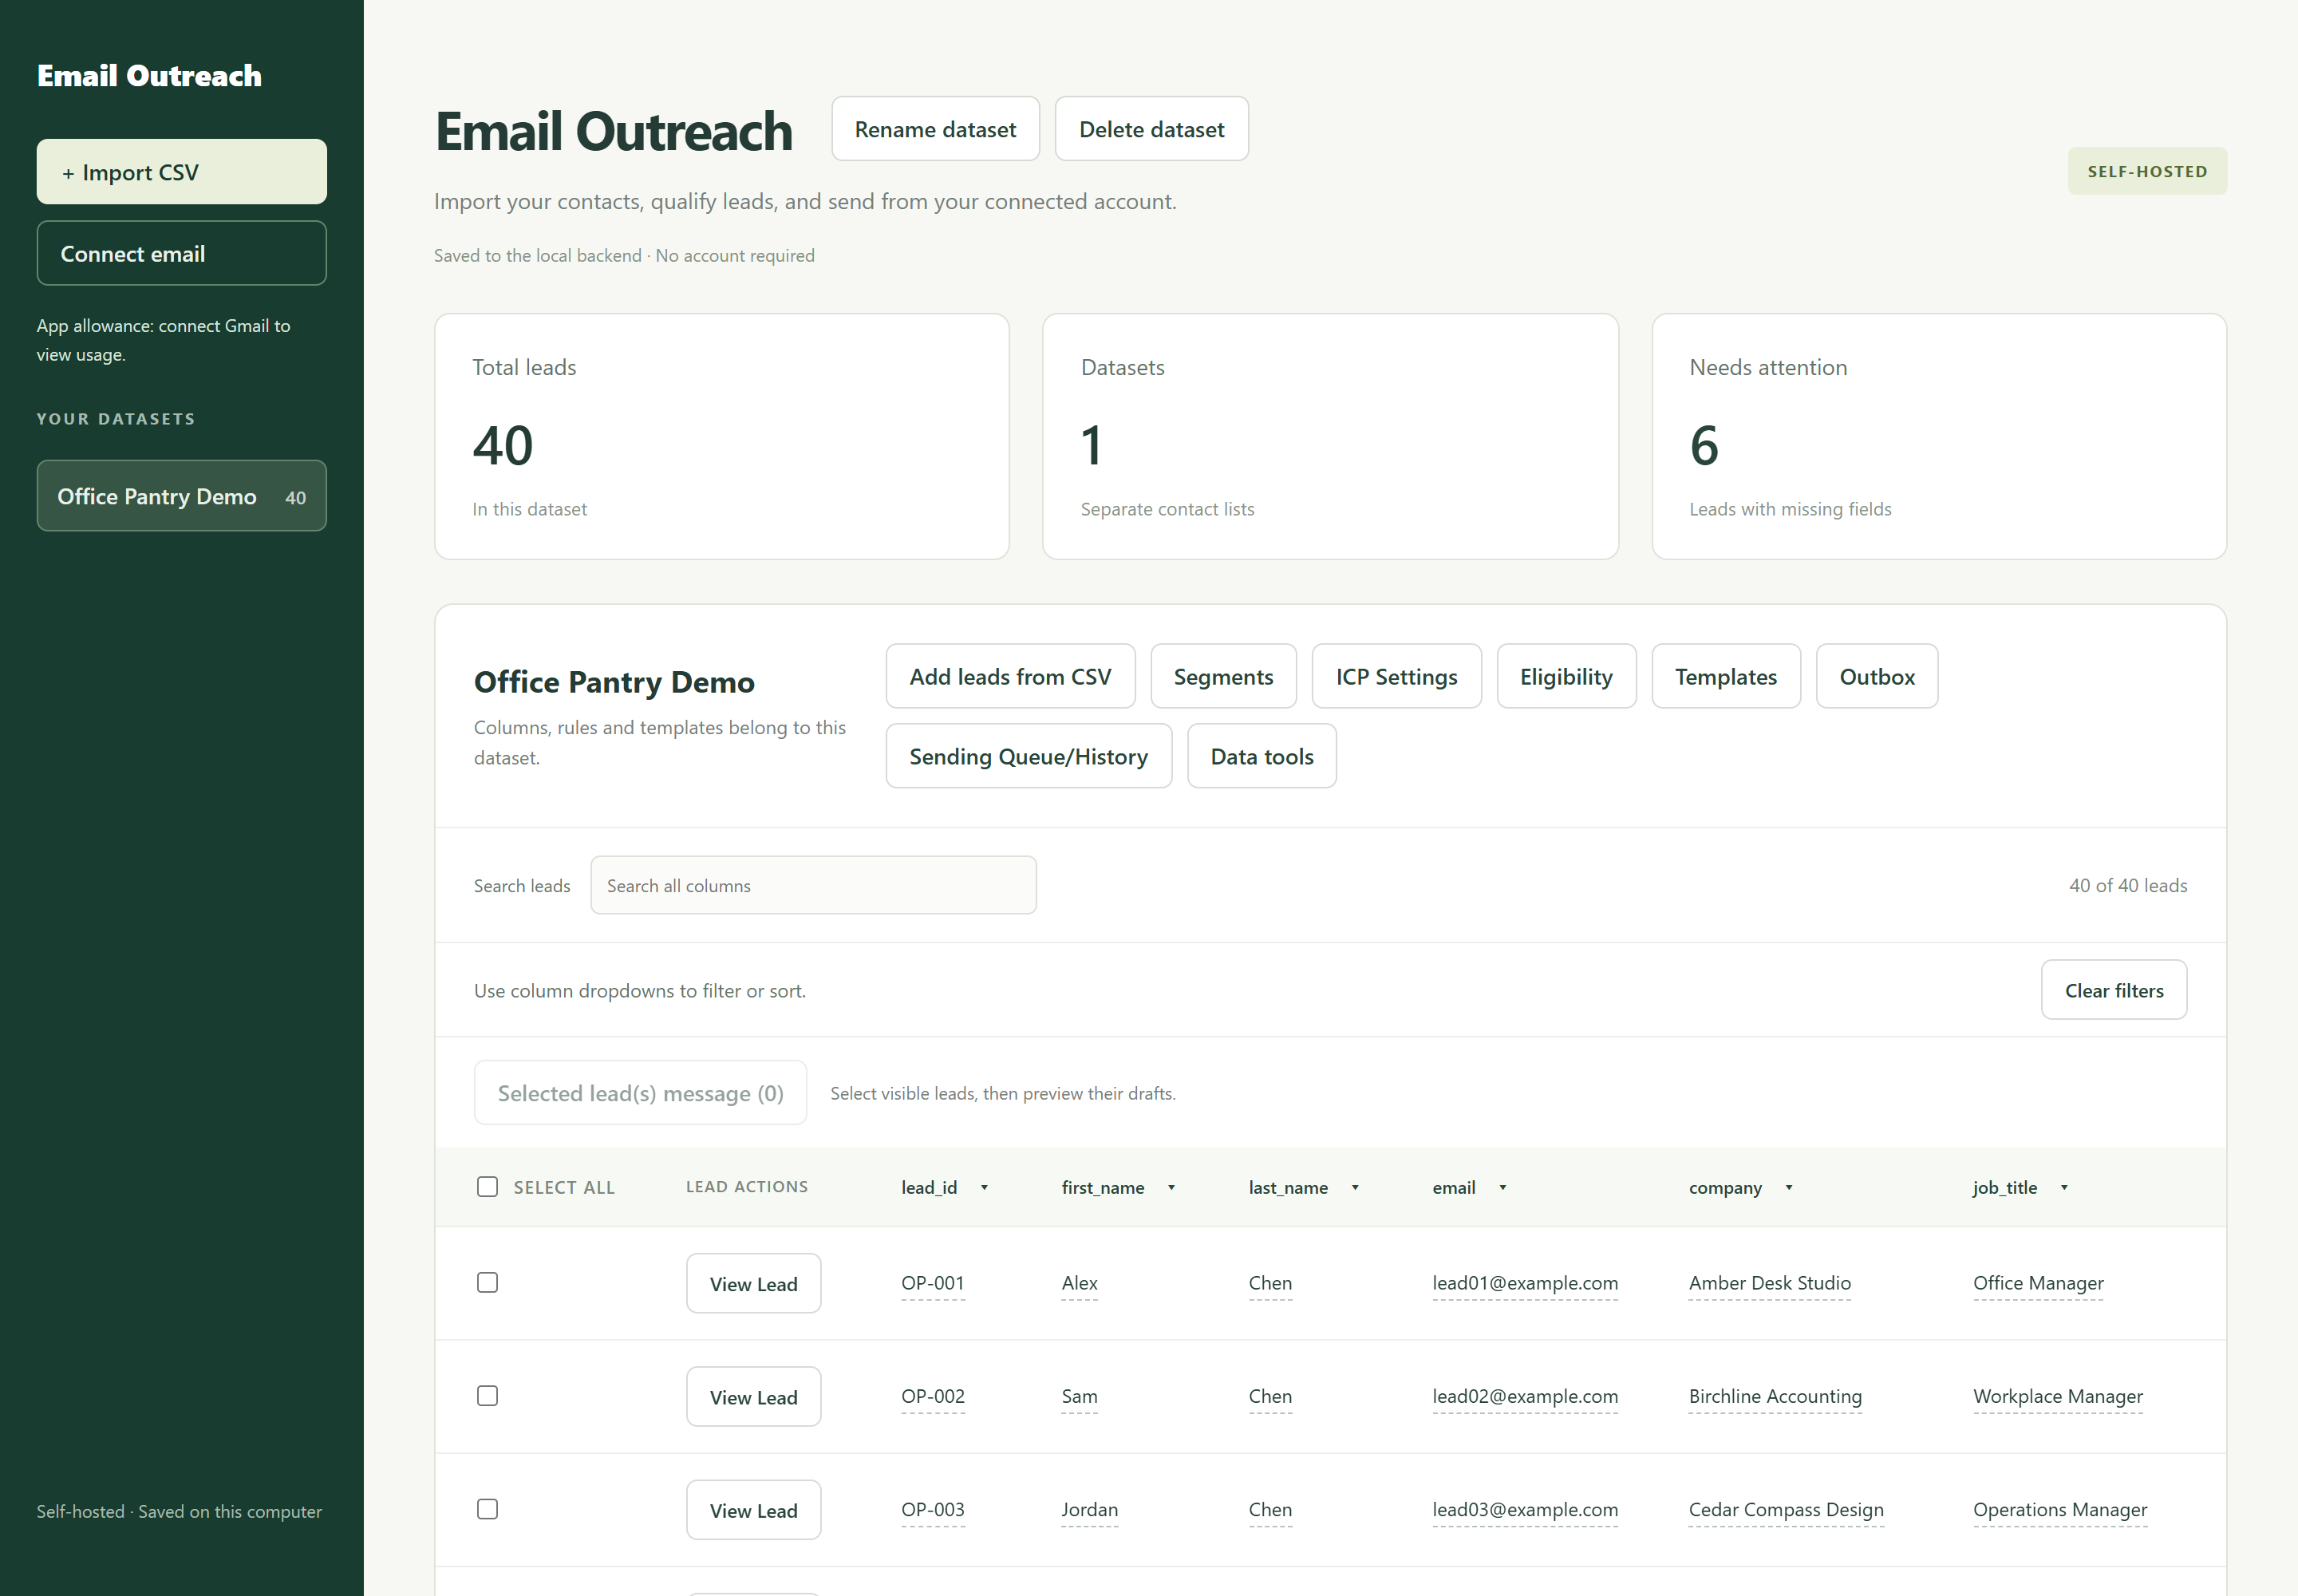 Email Outreach
+ Import CSV
Connect email
App allowance: connect Gmail to
view usage.
YOUR DATASETS
Office Pantry Demo 40
Self-hosted · Saved on this computer
Email Outreach
Rename dataset
Delete dataset
Import your contacts, qualify leads, and send from your connected account.
Saved to the local backend · No account required
SELF-HOSTED
Total leads
40
In this dataset
Datasets
1
Separate contact lists
Needs attention
6
Leads with missing fields
Office Pantry Demo
Columns, rules and templates belong to this
dataset.
Add leads from CSV
Segments
ICP Settings
Eligibility
Templates
Outbox
Sending Queue/History
Data tools
Search leads
Search all columns
40 of 40 leads
Use column dropdowns to filter or sort.
Clear filters
Selected lead(s) message (0)
Select visible leads, then preview their drafts.
SELECT ALL LEAD ACTIONS lead_id ▾ first_name ▾ last_name ▾ email ▾ company ▾ job_title ▾
View Lead OP-001 Alex Chen lead01@example.com Amber Desk Studio Office Manager
View Lead OP-002 Sam Chen lead02@example.com Birchline Accounting Workplace Manager
View Lead OP-003 Jordan Chen lead03@example.com Cedar Compass Design Operations Manager